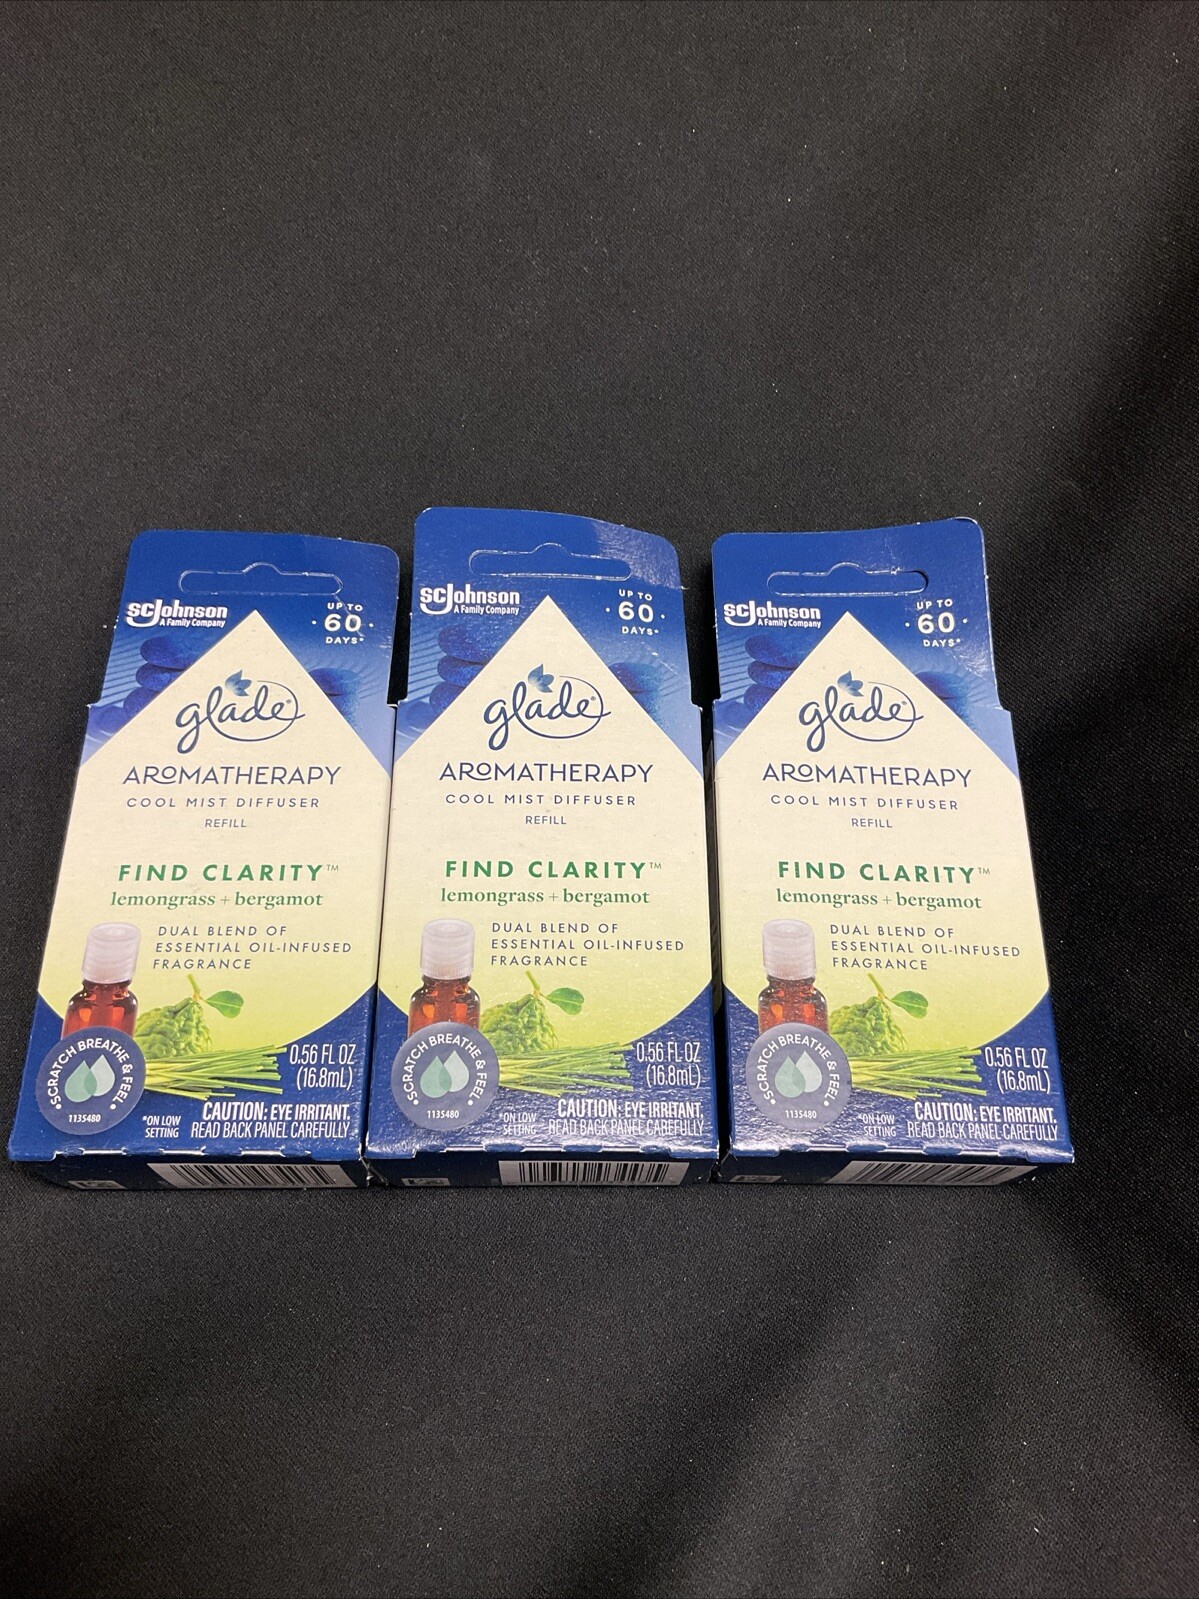 SCJohnson
A Family Company
UP TO
60
DAYS*
glade
AROMATHERAPY
COOL MIST DIFFUSER
REFILL
FIND CLARITY™
lemongrass + bergamot
DUAL BLEND OF
ESSENTIAL OIL-INFUSED
FRAGRANCE
•SCRATCH BREATHE & FEEL•
1135480
*ON LOW
SETTING
0.56 FL OZ
(16.8mL)
CAUTION: EYE IRRITANT,
READ BACK PANEL CAREFULLY
SCJohnson
A Family Company
UP TO
60
DAYS*
glade
AROMATHERAPY
COOL MIST DIFFUSER
REFILL
FIND CLARITY™
lemongrass + bergamot
DUAL BLEND OF
ESSENTIAL OIL-INFUSED
FRAGRANCE
•SCRATCH BREATHE & FEEL•
1135480
*ON LOW
SETTING
0.56 FL OZ
(16.8mL)
CAUTION: EYE IRRITANT,
READ BACK PANEL CAREFULLY
SCJohnson
A Family Company
UP TO
60
DAYS*
glade
AROMATHERAPY
COOL MIST DIFFUSER
REFILL
FIND CLARITY™
lemongrass + bergamot
DUAL BLEND OF
ESSENTIAL OIL-INFUSED
FRAGRANCE
•SCRATCH BREATHE & FEEL•
1135480
*ON LOW
SETTING
0.56 FL OZ
(16.8mL)
CAUTION: EYE IRRITANT,
READ BACK PANEL CAREFULLY